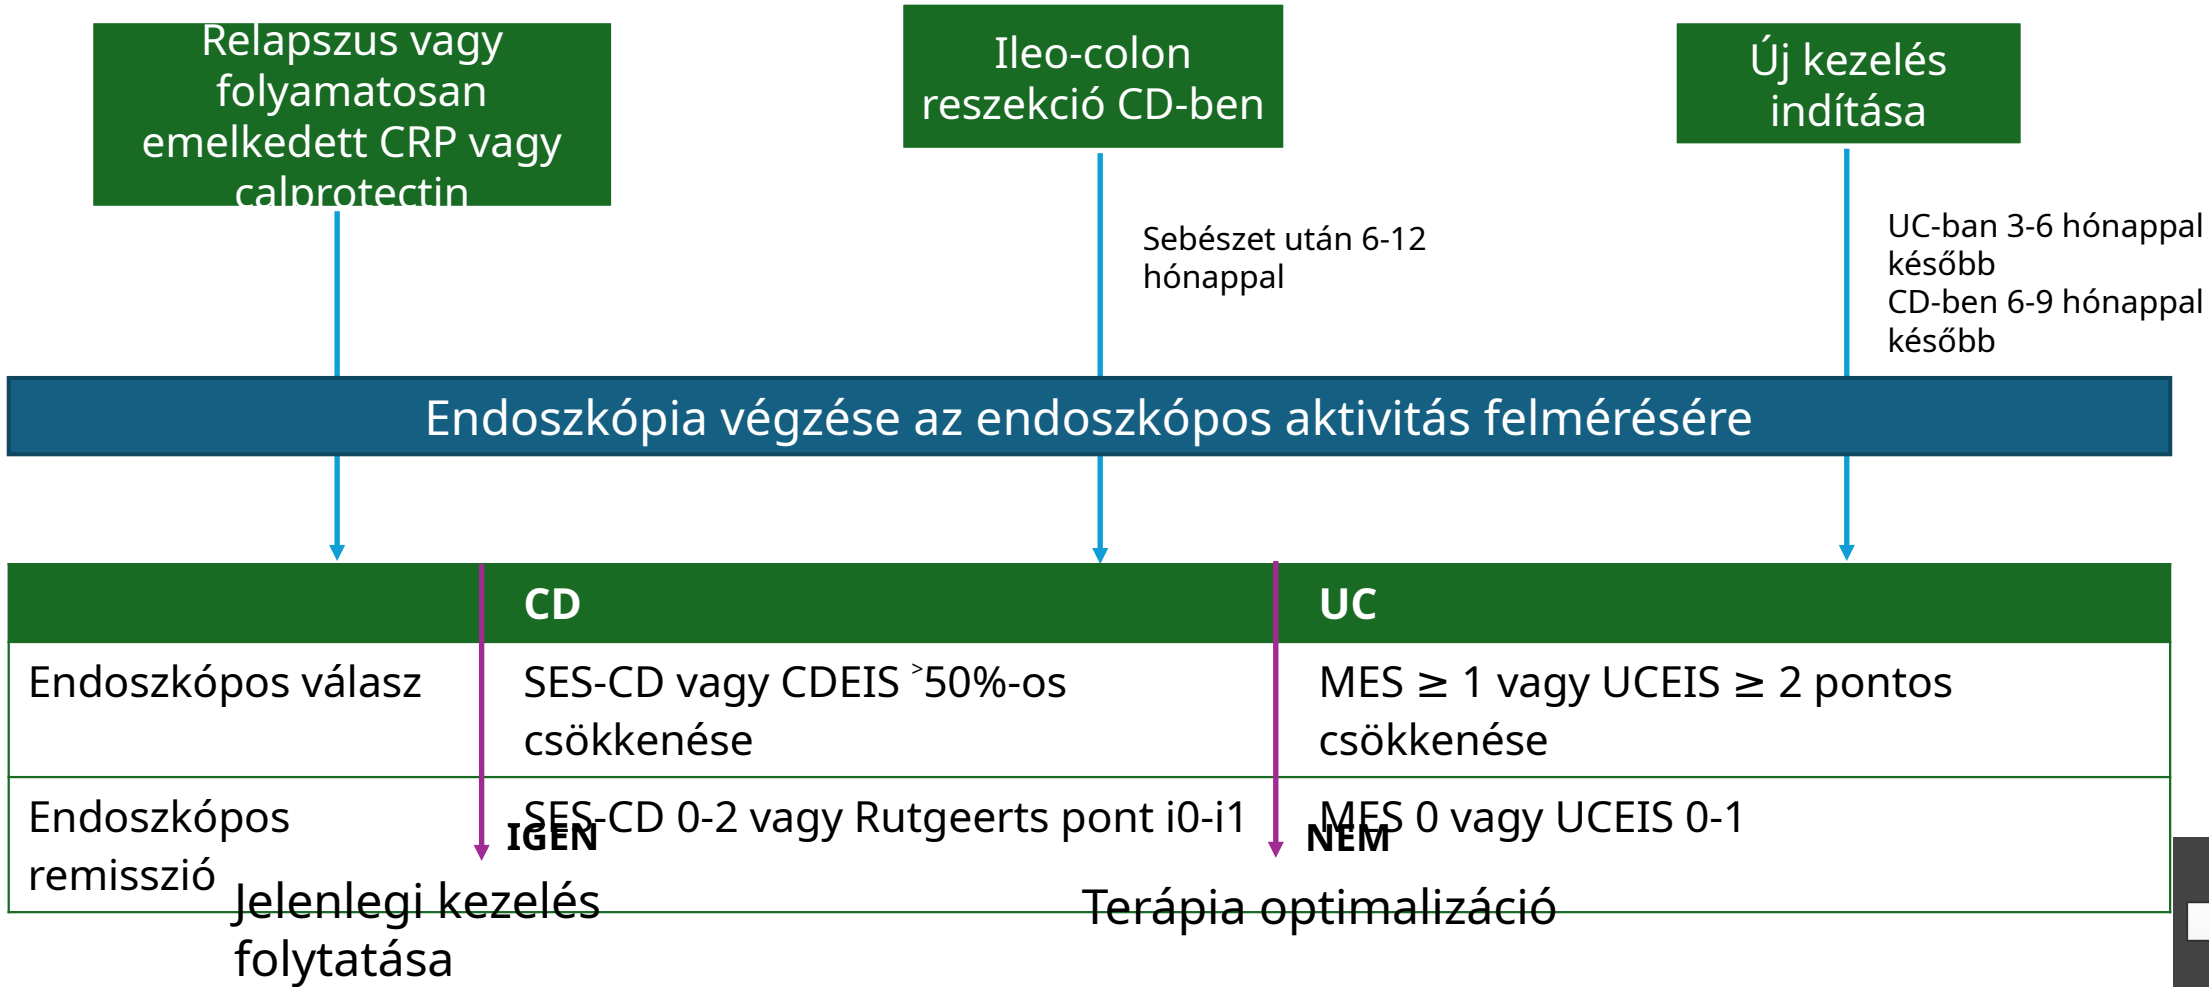 Relapszus vagy
folyamatosan
emelkedett CRP vagy
calprotectin
Ileo-colon
reszekció CD-ben
Új kezelés
indítása
Sebészet után 6-12
hónappal
UC-ban 3-6 hónappal
később
CD-ben 6-9 hónappal
később
Endoszkópia végzése az endoszkópos aktivitás felmérésére
CD
UC
Endoszkópos válasz
SES-CD vagy CDEIS ˃50%-os
csökkenése
MES ≥ 1 vagy UCEIS ≥ 2 pontos
csökkenése
Endoszkópos
remisszió
SES-CD 0-2 vagy Rutgeerts pont i0-i1
MES 0 vagy UCEIS 0-1
IGEN
NEM
Jelenlegi kezelés
folytatása
Terápia optimalizáció